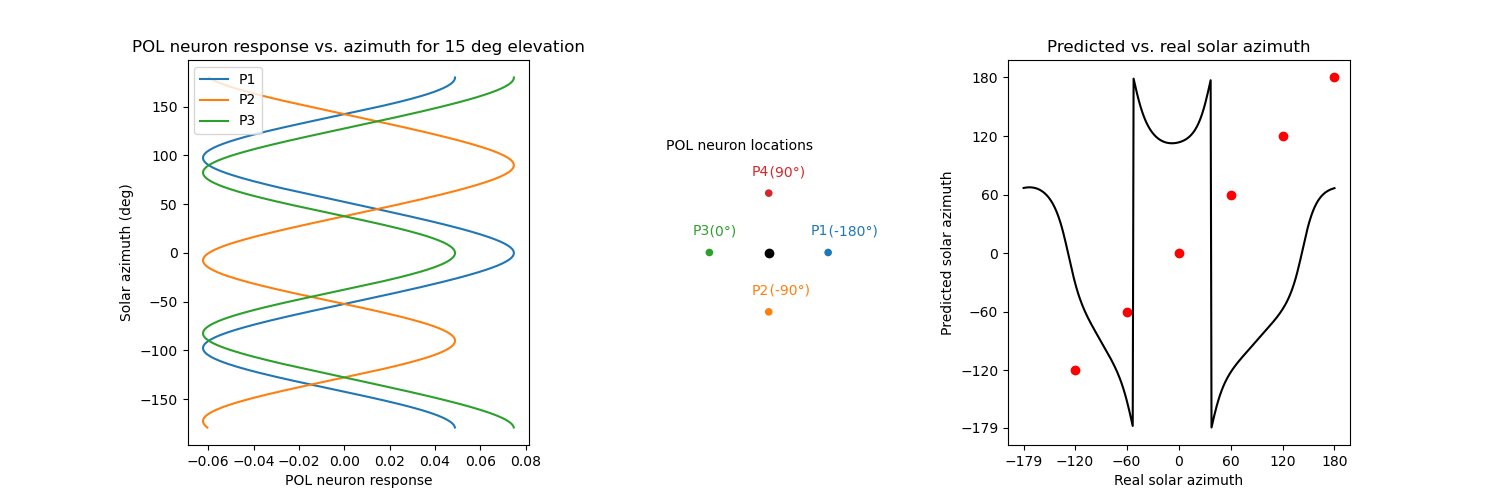 POL neuron response vs. azimuth for 15 deg elevation
P1
P2
P3
150
100
50
0
−50
−100
−150
Solar azimuth (deg)
−0.06 −0.04 −0.02 0.00 0.02 0.04 0.06 0.08
POL neuron response
POL neuron locations
P4(90°)
P3(0°)
P1(-180°)
P2(-90°)
Predicted vs. real solar azimuth
180
120
60
0
−60
−120
−179
Predicted solar azimuth
−179 −120 −60 0 60 120 180
Real solar azimuth